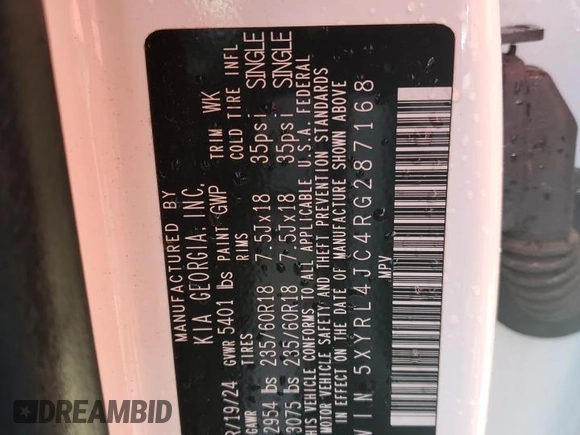 MANUFACTURED BY
KIA GEORGIA, INC.
R/19/24 GVWR 5401 lbs PAINT GWP TRIM WK
GAWR TIRES RIMS COLD TIRE INFL
2954 lbs 235/60R18 7.5Jx18 35psi SINGLE
3075 lbs 235/60R18 7.5Jx18 35psi SINGLE
THIS VEHICLE CONFORMS TO ALL APPLICABLE U.S.A. FEDERAL
MOTOR VEHICLE SAFETY AND THEFT PREVENTION STANDARDS
IN EFFECT ON THE DATE OF MANUFACTURE SHOWN ABOVE
VIN 5XYRL4JC4RG287168
MPV
DREAMBID